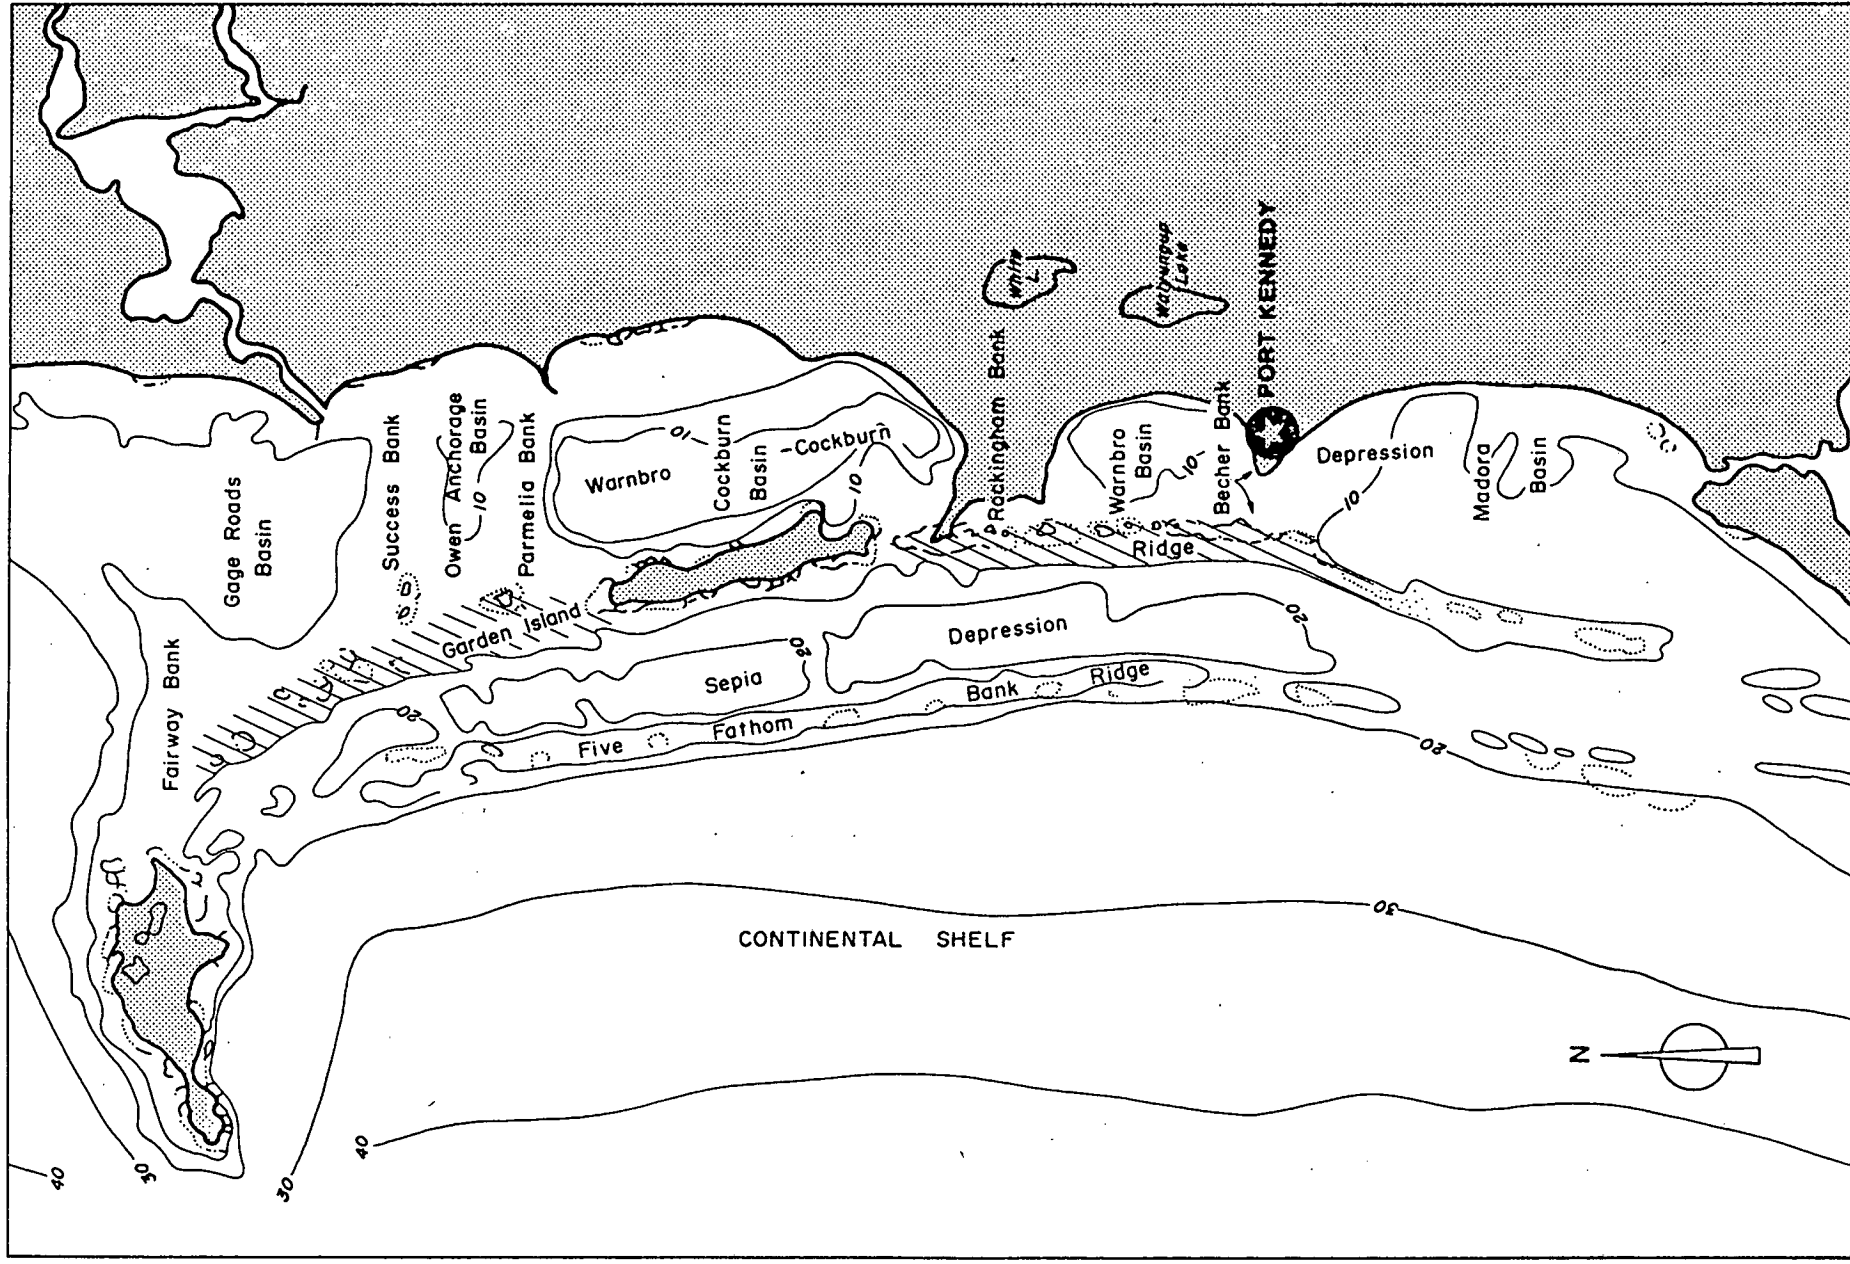 Gage Roads
Basin
Fairway Bank
Success Bank
Owen Anchorage
Basin
10
Parmelia Bank
Garden Island
Warnbro
Cockburn
Basin
Cockburn
10
10
Rockingham Bank
White
L.
Walyungup
Lake
Warnbro
Basin
10
Becher Bank
PORT KENNEDY
Ridge
Depression
10
Madora
Basin
Sepia
Depression
20
20
20
Five
Fathom
Bank
Ridge
20
30
CONTINENTAL SHELF
40
30
30
40
N